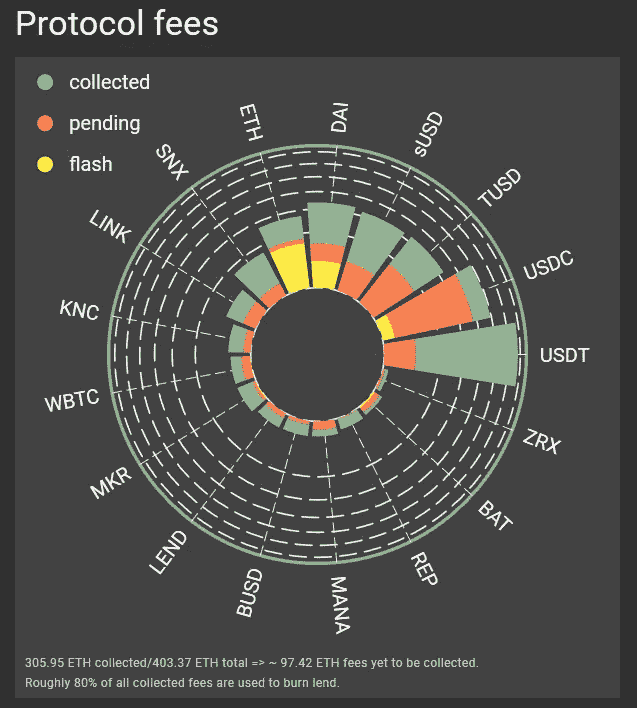 Protocol fees
collected
pending
flash
ETH
DAI
sUSD
TUSD
USDC
USDT
ZRX
BAT
REP
MANA
BUSD
LEND
MKR
WBTC
KNC
LINK
SNX
305.95 ETH collected/403.37 ETH total => ~ 97.42 ETH fees yet to be collected.
Roughly 80% of all collected fees are used to burn lend.